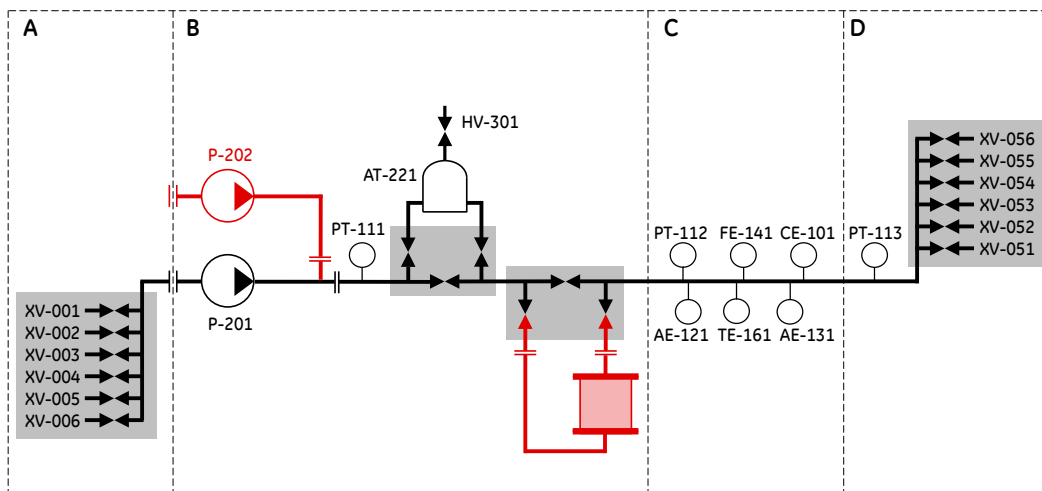 A
B
C
D
HV-301
XV-056
P-202
XV-055
AT-221
XV-054
XV-053
PT-111
PT-112
FE-141
CE-101
PT-113
XV-052
XV-051
XV-001
P-201
AE-121
TE-161
AE-131
XV-002
XV-003
XV-004
XV-005
XV-006